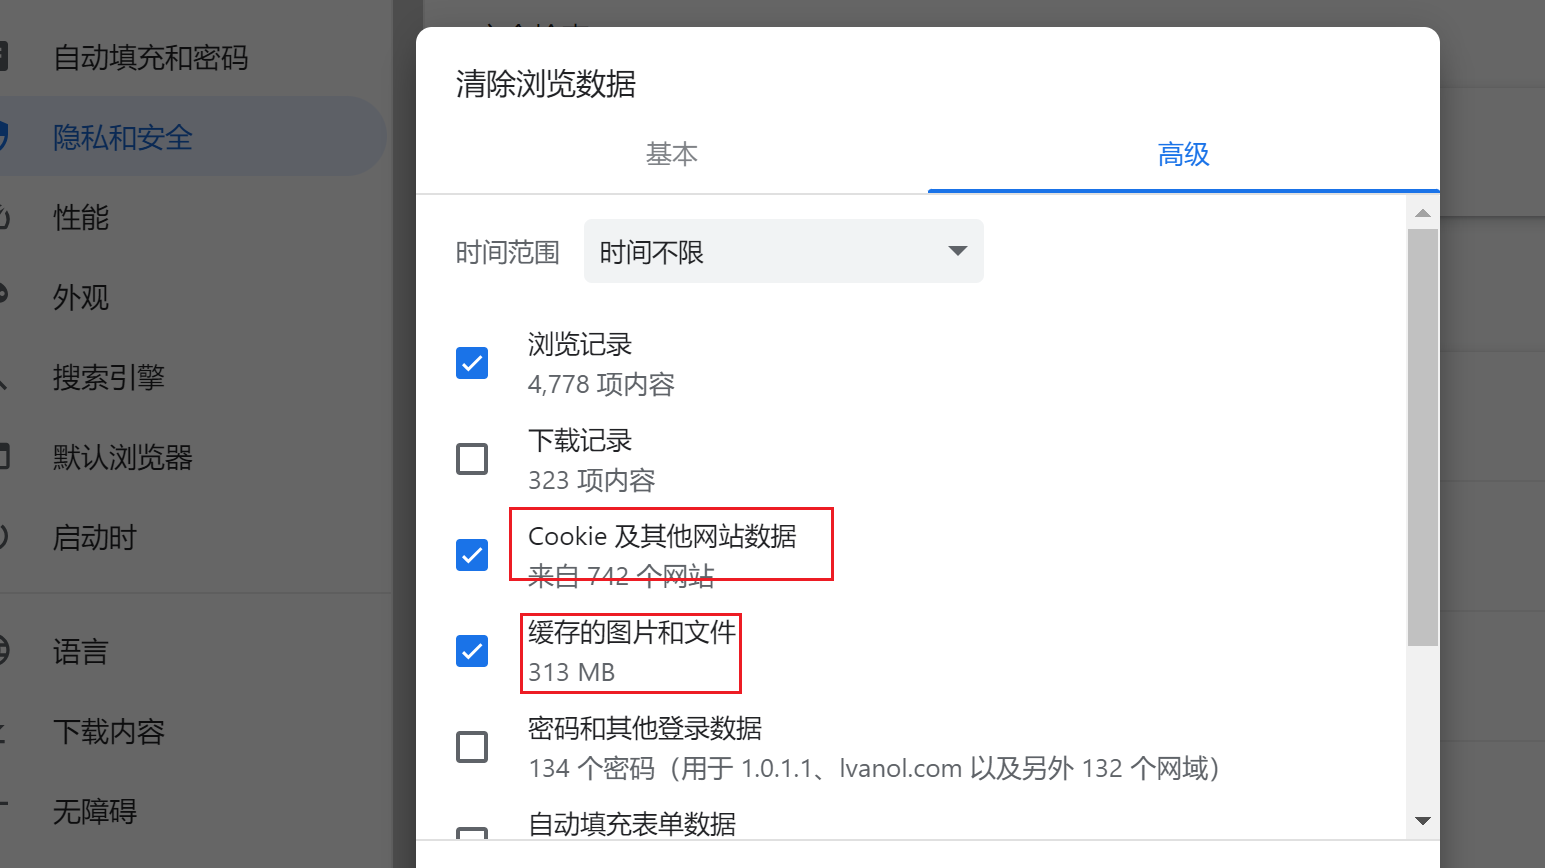 自动填充和密码
隐私和安全
性能
外观
搜索引擎
默认浏览器
启动时
语言
下载内容
无障碍
清除浏览数据
基本
高级
时间范围
时间不限
浏览记录
4,778 项内容
下载记录
323 项内容
Cookie 及其他网站数据
来自 742 个网站
缓存的图片和文件
313 MB
密码和其他登录数据
134 个密码（用于 1.0.1.1、lvanol.com 以及另外 132 个网域）
自动填充表单数据